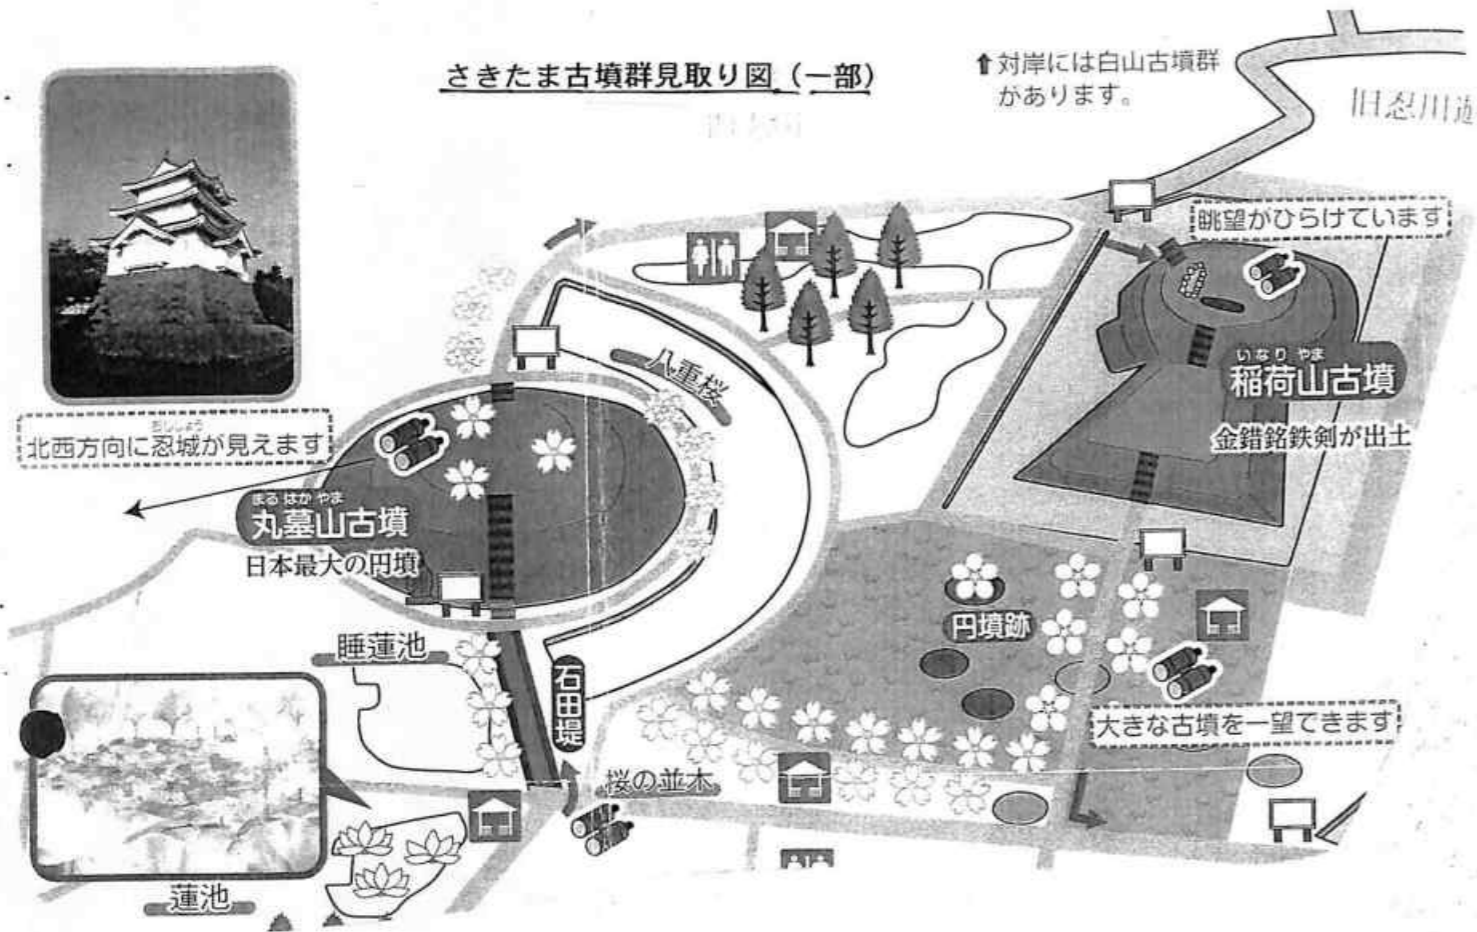 さきたま古墳群見取り図（一部）
⬆対岸には白山古墳群
があります。
旧忍川
眺望がひらけています
いなり やま
稲荷山古墳
金錯銘鉄剣が出土
八重桜
おしじょう
北西方向に忍城が見えます
まる はか やま
丸墓山古墳
日本最大の円墳
円墳跡
睡蓮池
石田堤
大きな古墳を一望できます
桜の並木
蓮池